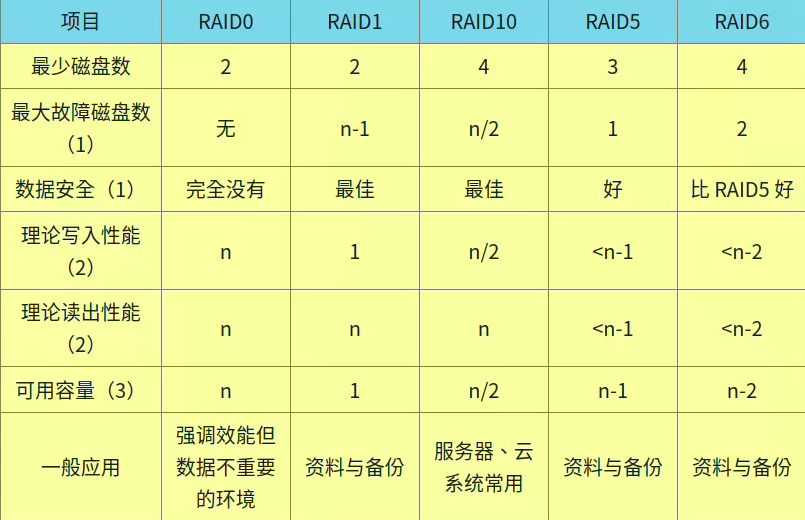 项目 RAID0 RAID1 RAID10 RAID5 RAID6
最少磁盘数 2 2 4 3 4
最大故障磁盘数
（1） 无 n-1 n/2 1 2
数据安全（1） 完全没有 最佳 最佳 好 比 RAID5 好
理论写入性能
（2） n 1 n/2 <n-1 <n-2
理论读出性能
（2） n n n <n-1 <n-2
可用容量（3） n 1 n/2 n-1 n-2
一般应用
强调效能但
数据不重要
的环境
资料与备份
服务器、云
系统常用
资料与备份
资料与备份